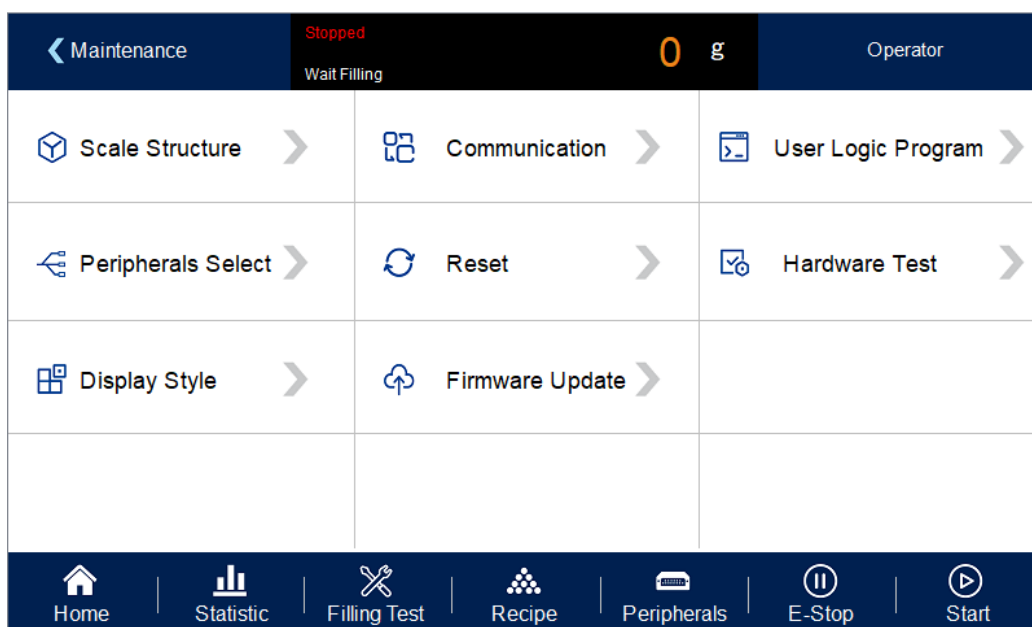 Maintenance
Stopped
Wait Filling
0 g
Operator
Scale Structure
Communication
User Logic Program
Peripherals Select
Reset
Hardware Test
Display Style
Firmware Update
Home
Statistic
Filling Test
Recipe
Peripherals
E-Stop
Start